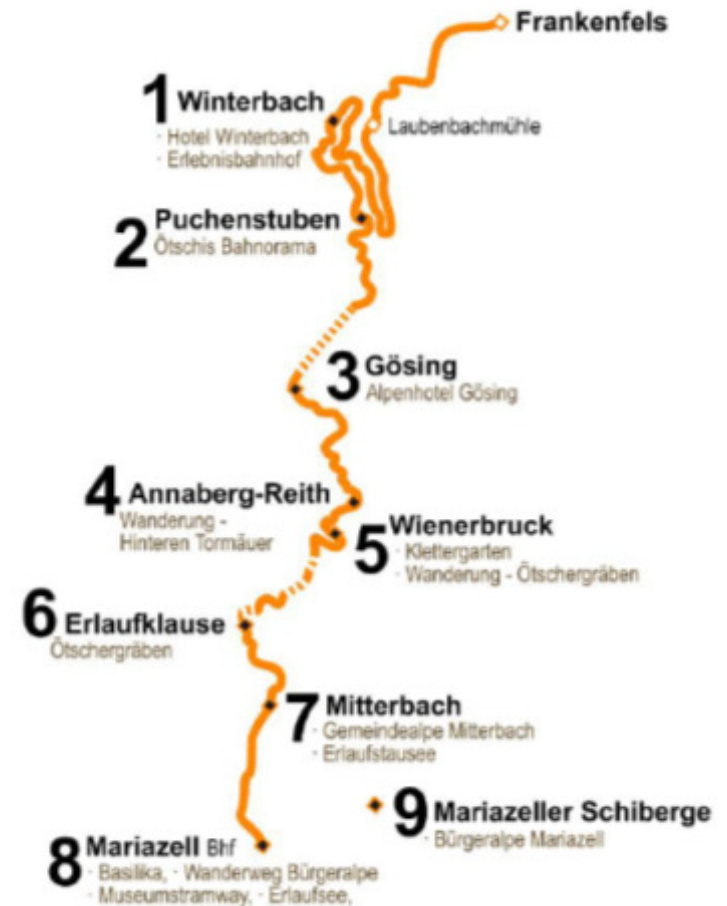 Frankenfels
1 Winterbach
· Hotel Winterbach
· Erlebnisbahnhof
Laubenbachmühle
2 Puchenstuben
Ötschis Bahnorama
3 Gösing
Alpenhotel Gösing
4 Annaberg-Reith
Wanderung -
Hinteren Tormäuer
5 Wienerbruck
· Klettergarten
· Wanderung - Ötschergräben
6 Erlaufklause
Ötschergräben
7 Mitterbach
· Gemeindealpe Mitterbach
· Erlaufstausee
9 Mariazeller Schiberge
· Bürgeralpe Mariazell
8 Mariazell Bhf
· Basilika, · Wanderweg Bürgeralpe
· Museumstramway, · Erlaufsee,